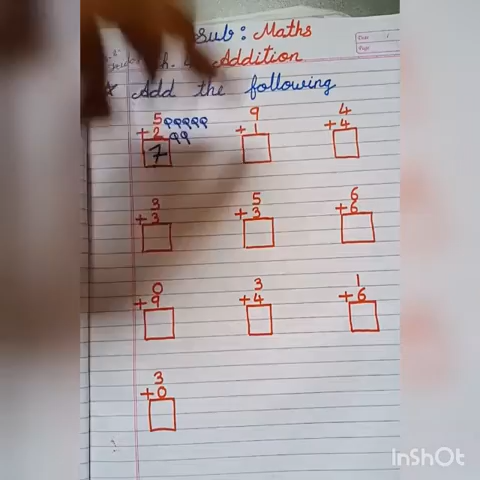 Sub: Maths
Addition
Add the following
5 9 4
+2 +1 +4
7
3 5 6
+3 +3 +6
0 3 1
+9 +4 +6
3
+0
InShOt